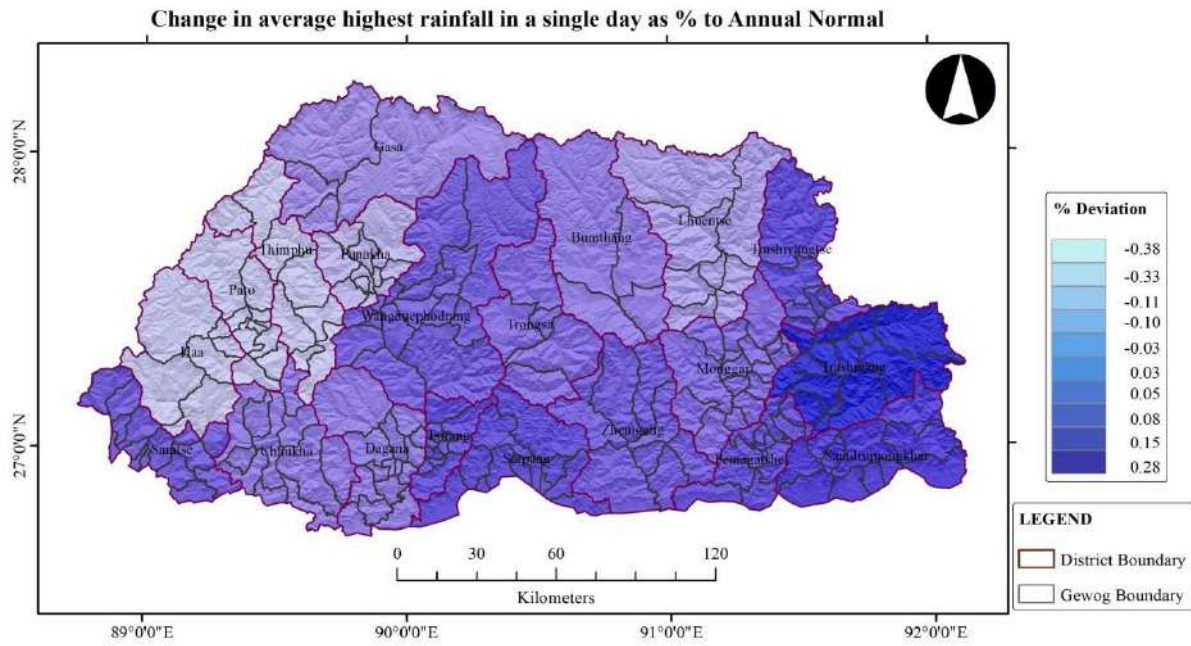 Change in average highest rainfall in a single day as % to Annual Normal
28°0'0"N
27°0'0"N
Gasa
Thimphu
Punakha
Paro
Haa
Wangduephodrang
Bumthang
Lhuentse
Trashiyangtse
Trongsa
Monggar
Trashigang
Samtse
Chhukha
Dagana
Tsirang
Sarpang
Zhemgang
Pemagatshel
Samdrupjongkhar
0 30 60 120
Kilometers
89°0'0"E 90°0'0"E 91°0'0"E 92°0'0"E
% Deviation
-0.38
-0.33
-0.11
-0.10
-0.03
0.03
0.05
0.08
0.15
0.28
LEGEND
District Boundary
Gewog Boundary